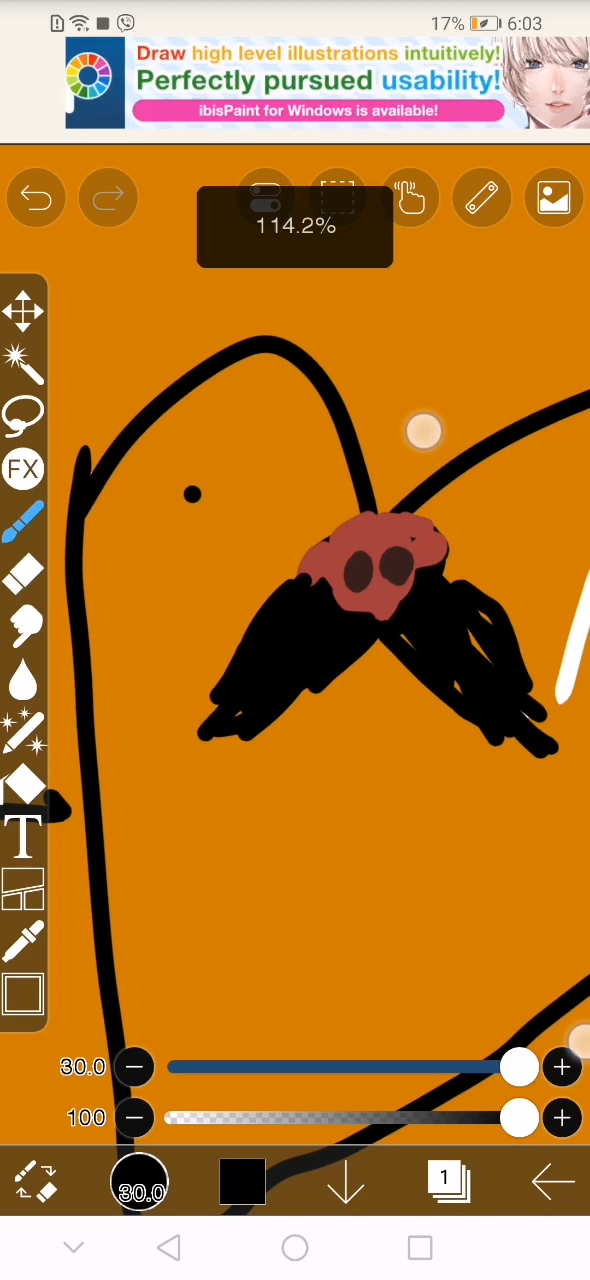 17% 6:03
Draw high level illustrations intuitively!
Perfectly pursued usability!
ibisPaint for Windows is available!
114.2%
FX
T
30.0
100
30.0
1